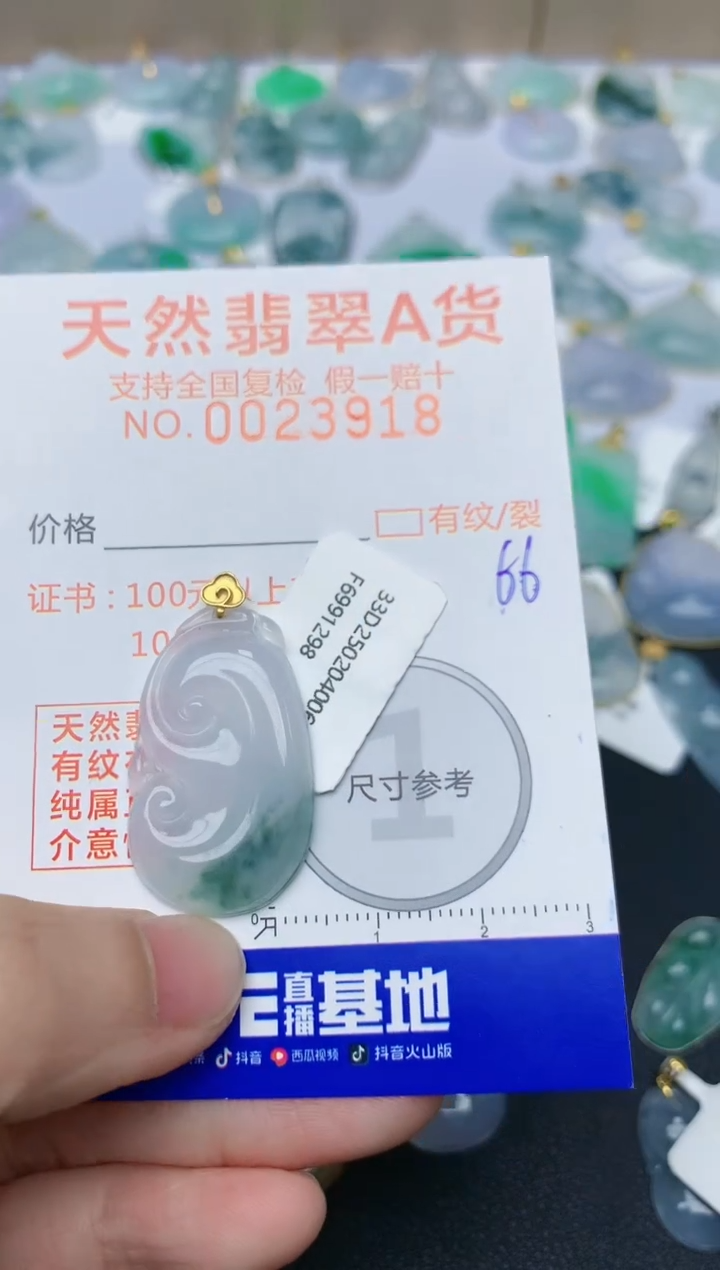 天然翡翠A货
支持全国复检 假一赔十
NO.0023918
价格
有纹/裂
66
证书：100元以上
10
F6991298
33D250204006
天然翡
有纹
纯属
介意
1
尺寸参考
0 1 2 3
直播基地
抖音 西瓜视频 抖音火山版